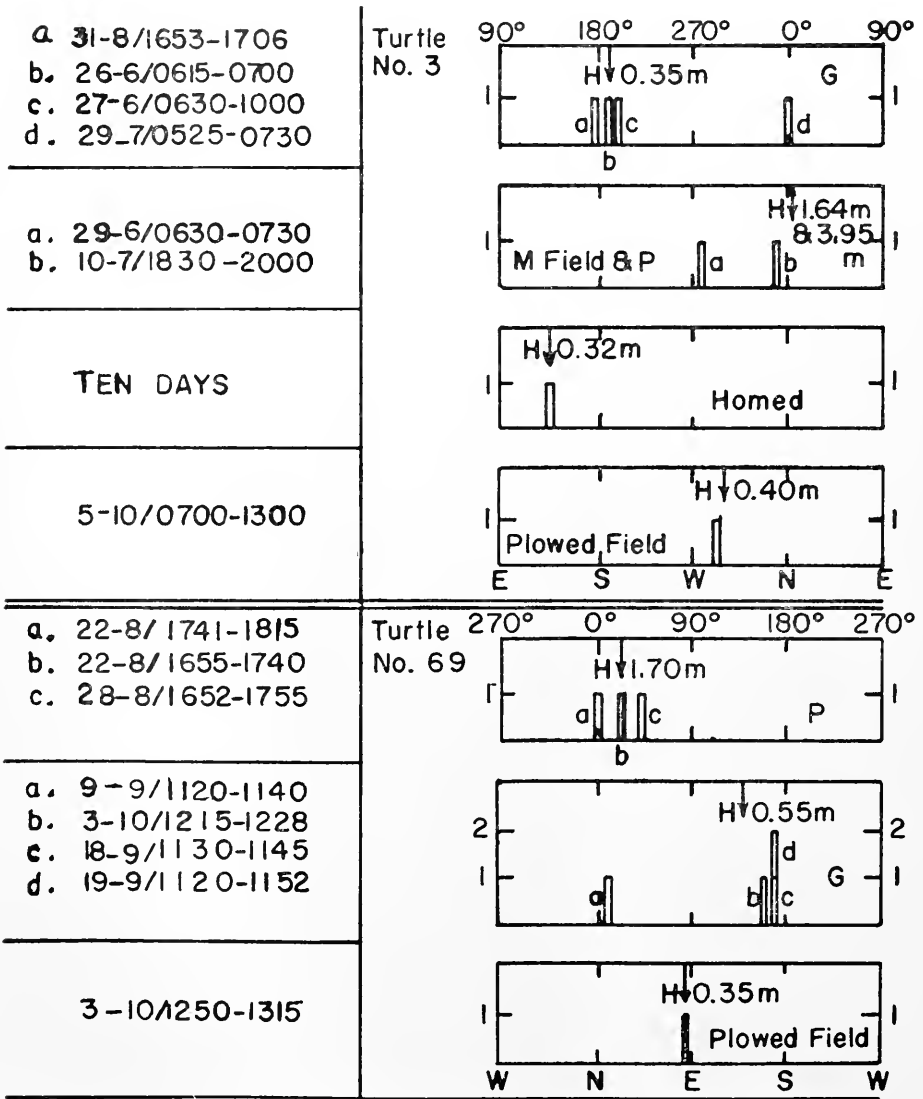 a 31-8/1653-1706
b. 26-6/0615-0700
c. 27-6/0630-1000
d. 29-7/0525-0730
Turtle
No. 3
90° 180° 270° 0° 90°
H 0.35m G
1 a c d 1
b
a. 29-6/0630-0730
b. 10-7/1830-2000
H 1.64m
& 3.95
m
1 M Field & P a b 1
TEN DAYS
H 0.32m
1 Homed 1
5-10/0700-1300
H 0.40m
1 Plowed Field 1
E S W N E
a. 22-8/1741-1815
b. 22-8/1655-1740
c. 28-8/1652-1755
Turtle
No. 69
270° 0° 90° 180° 270°
H 1.70m
1 a c P 1
b
a. 9-9/1120-1140
b. 3-10/1215-1228
c. 18-9/1130-1145
d. 19-9/1120-1152
H 0.55m
2 d 2
1 a b c G 1
3-10/1250-1315
H 0.35m
1 Plowed Field 1
W N E S W